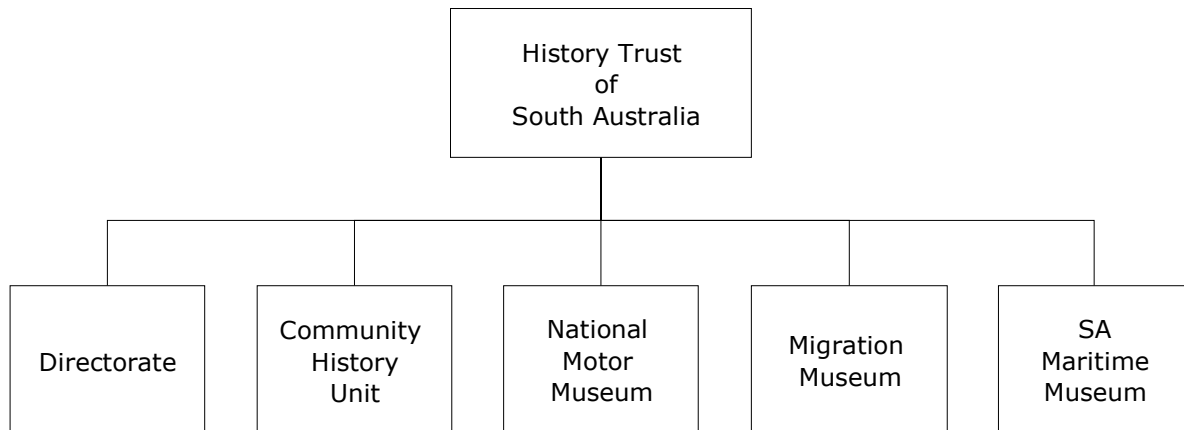 History Trust
of
South Australia
Directorate
Community
History
Unit
National
Motor
Museum
Migration
Museum
SA
Maritime
Museum